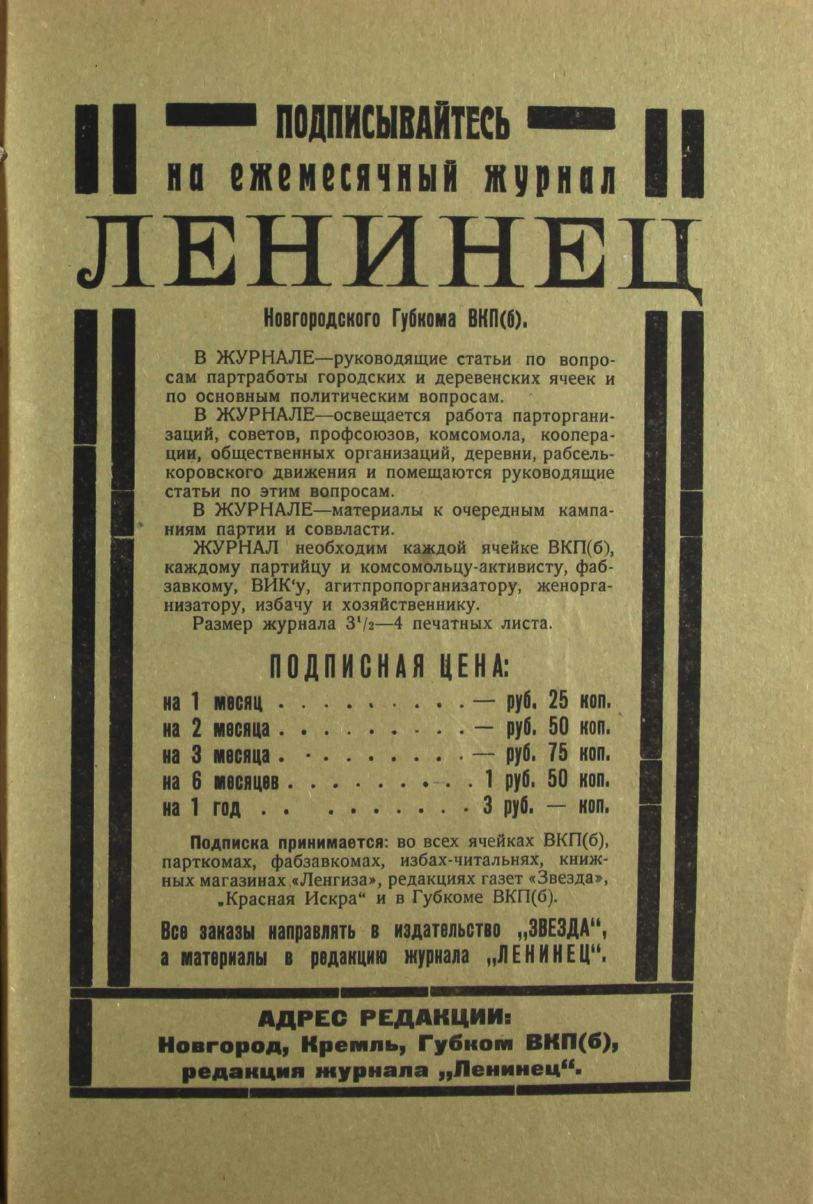 ПОДПИСЫВАЙТЕСЬ
на ежемесячный журнал
ЛЕНИНЕЦ
Новгородского Губкома ВКП(б).
В ЖУРНАЛЕ—руководящие статьи по вопро-
сам партработы городских и деревенских ячеек и
по основным политическим вопросам.
В ЖУРНАЛЕ—освещается работа парторгани-
заций, советов, профсоюзов, комсомола, коопера-
ции, общественных организаций, деревни, рабсель-
коровского движения и помещаются руководящие
статьи по этим вопросам.
В ЖУРНАЛЕ—материалы к очередным кампа-
ниям партии и соввласти.
ЖУРНАЛ необходим каждой ячейке ВКП(б),
каждому партийцу и комсомольцу-активисту, фаб-
завкому, ВИК‘у, агитпропорганизатору, женорга-
низатору, избачу и хозяйственнику.
Размер журнала 3¹/₂—4 печатных листа.
ПОДПИСНАЯ ЦЕНА:
на 1 месяц . . . . . . . . . — руб. 25 коп.
на 2 месяца . . . . . . . . . — руб. 50 коп.
на 3 месяца . . . . . . . . . — руб. 75 коп.
на 6 месяцев . . . . . . . . . 1 руб. 50 коп.
на 1 год . . . . . . . . . . 3 руб. — коп.
Подписка принимается: во всех ячейках ВКП(б),
парткомах, фабзавкомах, избах-читальнях, книж-
ных магазинах «Ленгиза», редакциях газет «Звезда»,
„Красная Искра“ и в Губкоме ВКП(б).
Все заказы направлять в издательство „ЗВЕЗДА“,
а материалы в редакцию журнала „ЛЕНИНЕЦ“.
АДРЕС РЕДАКЦИИ:
Новгород, Кремль, Губком ВКП(б),
редакция журнала „Ленинец“.